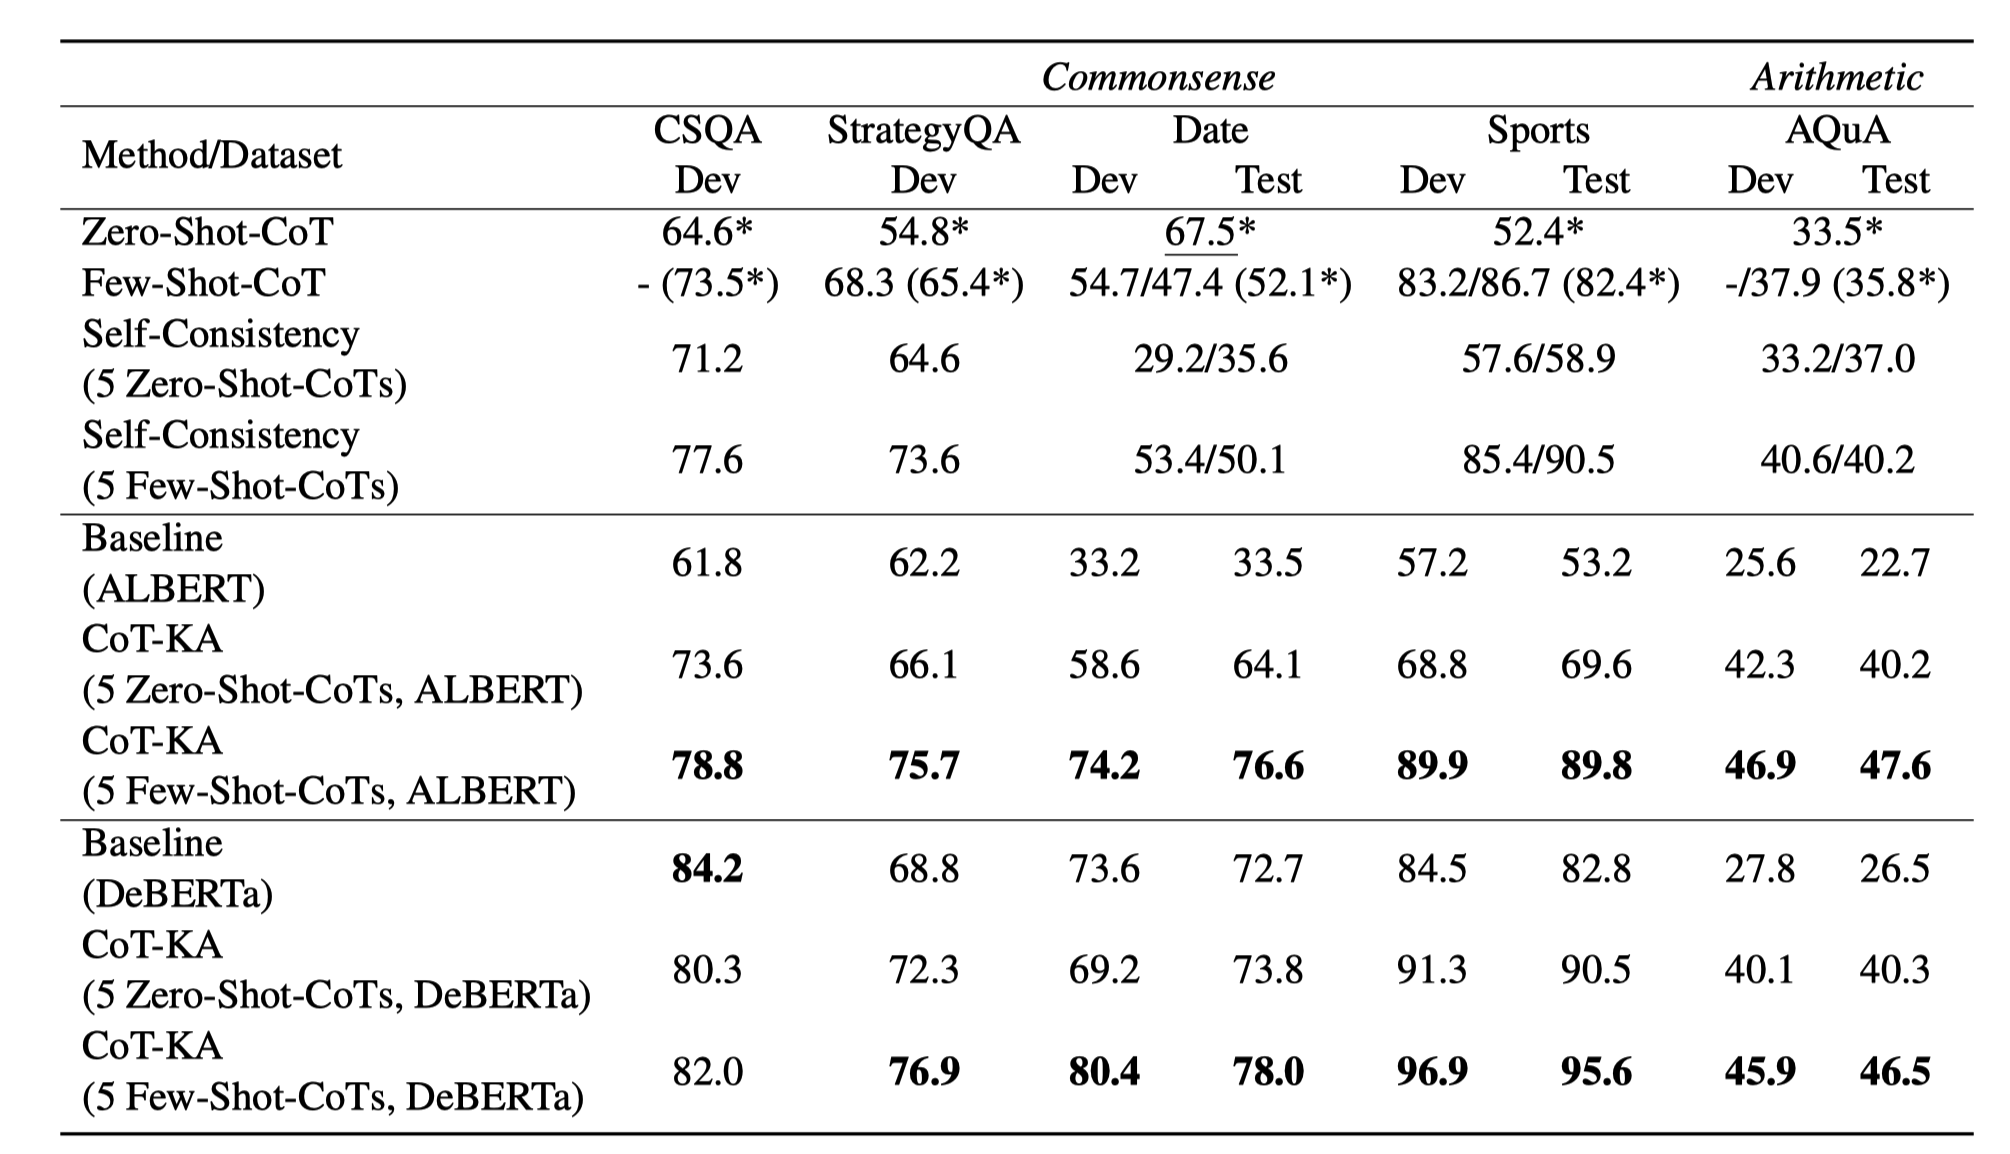 Commonsense Arithmetic
Method/Dataset CSQA StrategyQA Date Sports AQuA
Dev Dev Dev Test Dev Test Dev Test
Zero-Shot-CoT 64.6* 54.8* 67.5* 52.4* 33.5*
Few-Shot-CoT - (73.5*) 68.3 (65.4*) 54.7/47.4 (52.1*) 83.2/86.7 (82.4*) -/37.9 (35.8*)
Self-Consistency
(5 Zero-Shot-CoTs) 71.2 64.6 29.2/35.6 57.6/58.9 33.2/37.0
Self-Consistency
(5 Few-Shot-CoTs) 77.6 73.6 53.4/50.1 85.4/90.5 40.6/40.2
Baseline
(ALBERT) 61.8 62.2 33.2 33.5 57.2 53.2 25.6 22.7
CoT-KA
(5 Zero-Shot-CoTs, ALBERT) 73.6 66.1 58.6 64.1 68.8 69.6 42.3 40.2
CoT-KA
(5 Few-Shot-CoTs, ALBERT) 78.8 75.7 74.2 76.6 89.9 89.8 46.9 47.6
Baseline
(DeBERTa) 84.2 68.8 73.6 72.7 84.5 82.8 27.8 26.5
CoT-KA
(5 Zero-Shot-CoTs, DeBERTa) 80.3 72.3 69.2 73.8 91.3 90.5 40.1 40.3
CoT-KA
(5 Few-Shot-CoTs, DeBERTa) 82.0 76.9 80.4 78.0 96.9 95.6 45.9 46.5